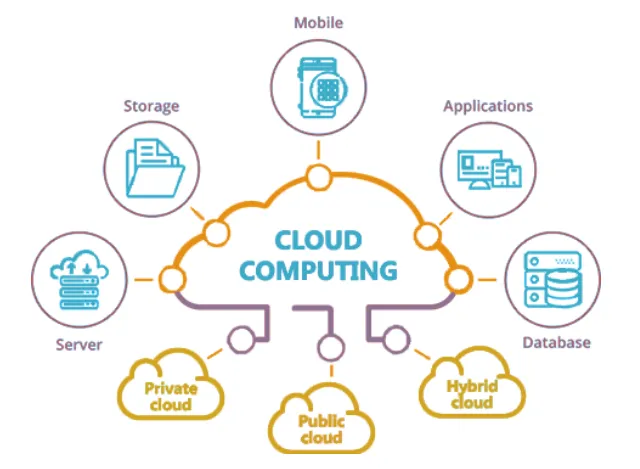 Mobile
Storage
Applications
CLOUD
COMPUTING
Server
Database
Private
cloud
Public
cloud
Hybrid
cloud